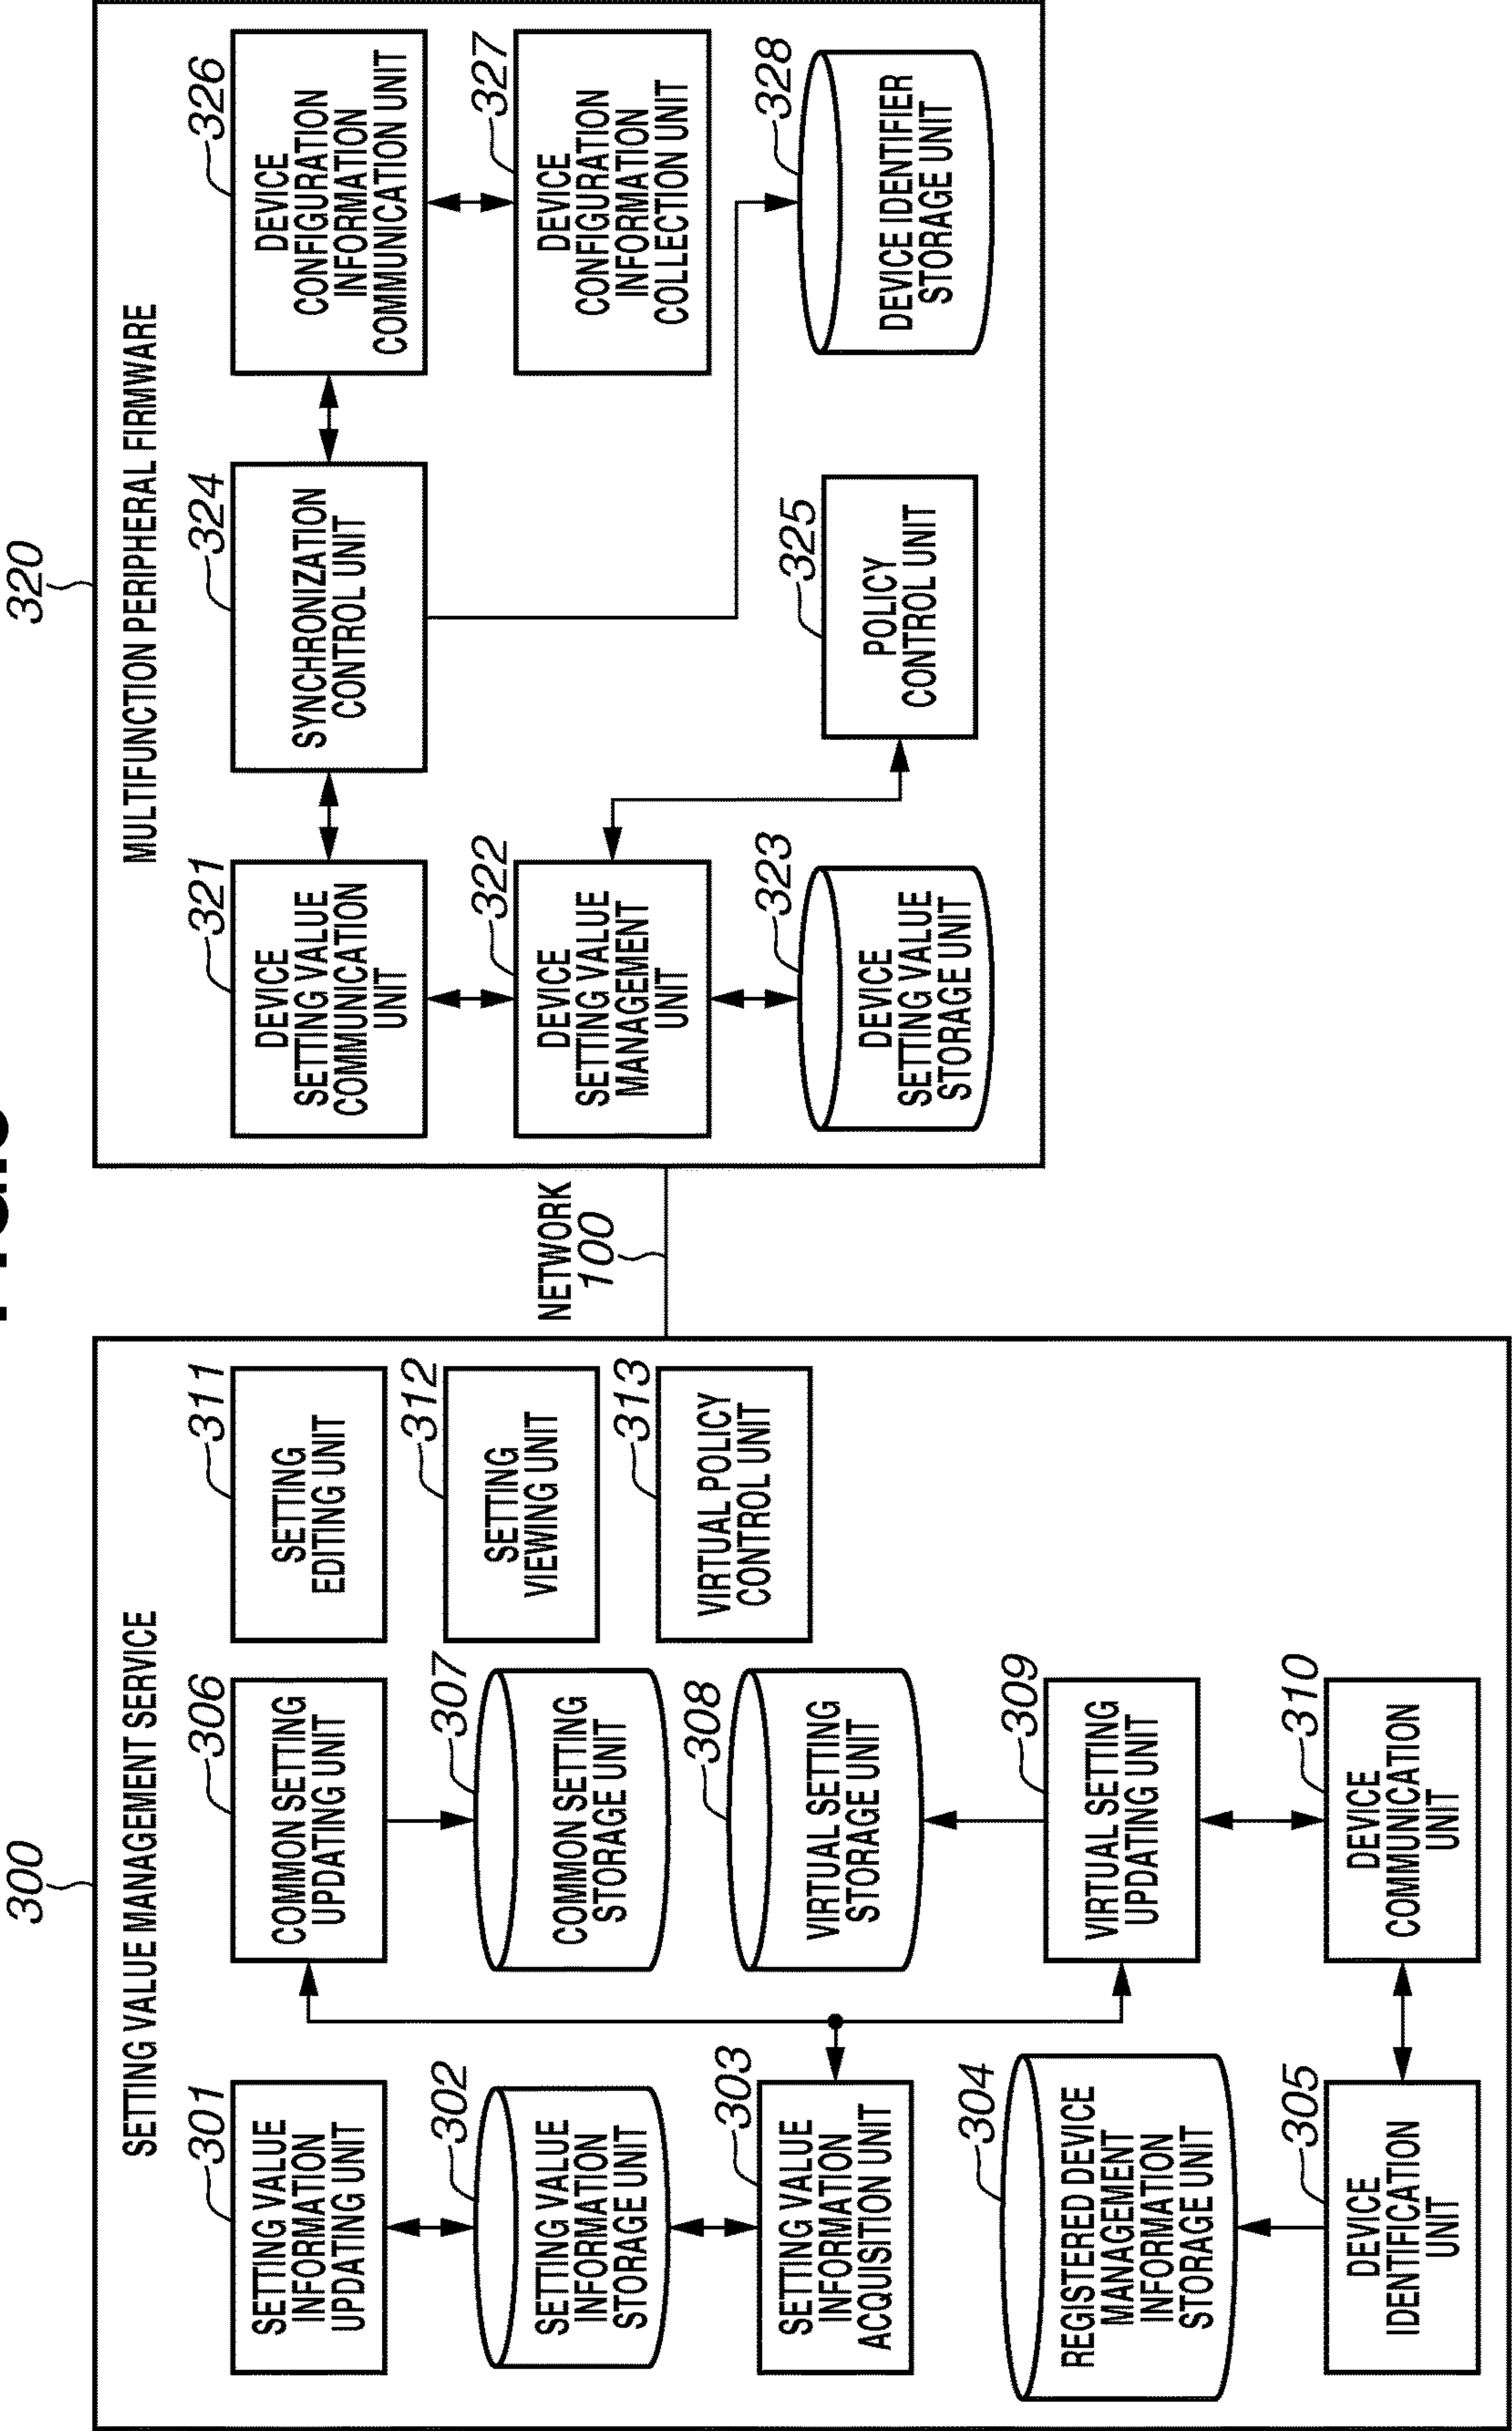 300
SETTING VALUE MANAGEMENT SERVICE
301
SETTING VALUE
INFORMATION
UPDATING UNIT
302
SETTING VALUE
INFORMATION
STORAGE UNIT
303
SETTING VALUE
INFORMATION
ACQUISITION UNIT
304
REGISTERED DEVICE
MANAGEMENT
INFORMATION
STORAGE UNIT
305
DEVICE
IDENTIFICATION
UNIT
306
COMMON SETTING
UPDATING UNIT
307
COMMON SETTING
STORAGE UNIT
308
VIRTUAL SETTING
STORAGE UNIT
309
VIRTUAL SETTING
UPDATING UNIT
310
DEVICE
COMMUNICATION
UNIT
311
SETTING
EDITING UNIT
312
SETTING
VIEWING UNIT
313
VIRTUAL POLICY
CONTROL UNIT
NETWORK
100
320
MULTIFUNCTION PERIPHERAL FIRMWARE
321
DEVICE
SETTING VALUE
COMMUNICATION
UNIT
322
DEVICE
SETTING VALUE
MANAGEMENT
UNIT
323
DEVICE
SETTING VALUE
STORAGE UNIT
324
SYNCHRONIZATION
CONTROL UNIT
325
POLICY
CONTROL UNIT
326
DEVICE
CONFIGURATION
INFORMATION
COMMUNICATION UNIT
327
DEVICE
CONFIGURATION
INFORMATION
COLLECTION UNIT
328
DEVICE IDENTIFIER
STORAGE UNIT